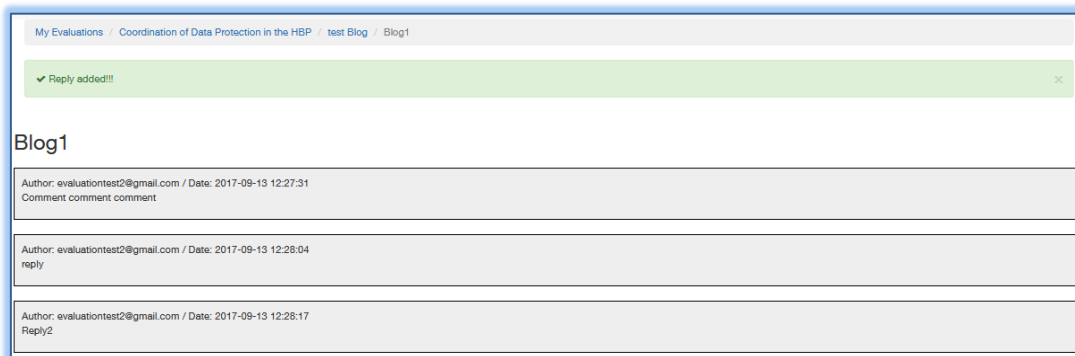 My Evaluations / Coordination of Data Protection in the HBP / test Blog / Blog1
✔ Reply added!!! ×
Blog1
Author: evaluationtest2@gmail.com / Date: 2017-09-13 12:27:31
Comment comment comment
Author: evaluationtest2@gmail.com / Date: 2017-09-13 12:28:04
reply
Author: evaluationtest2@gmail.com / Date: 2017-09-13 12:28:17
Reply2